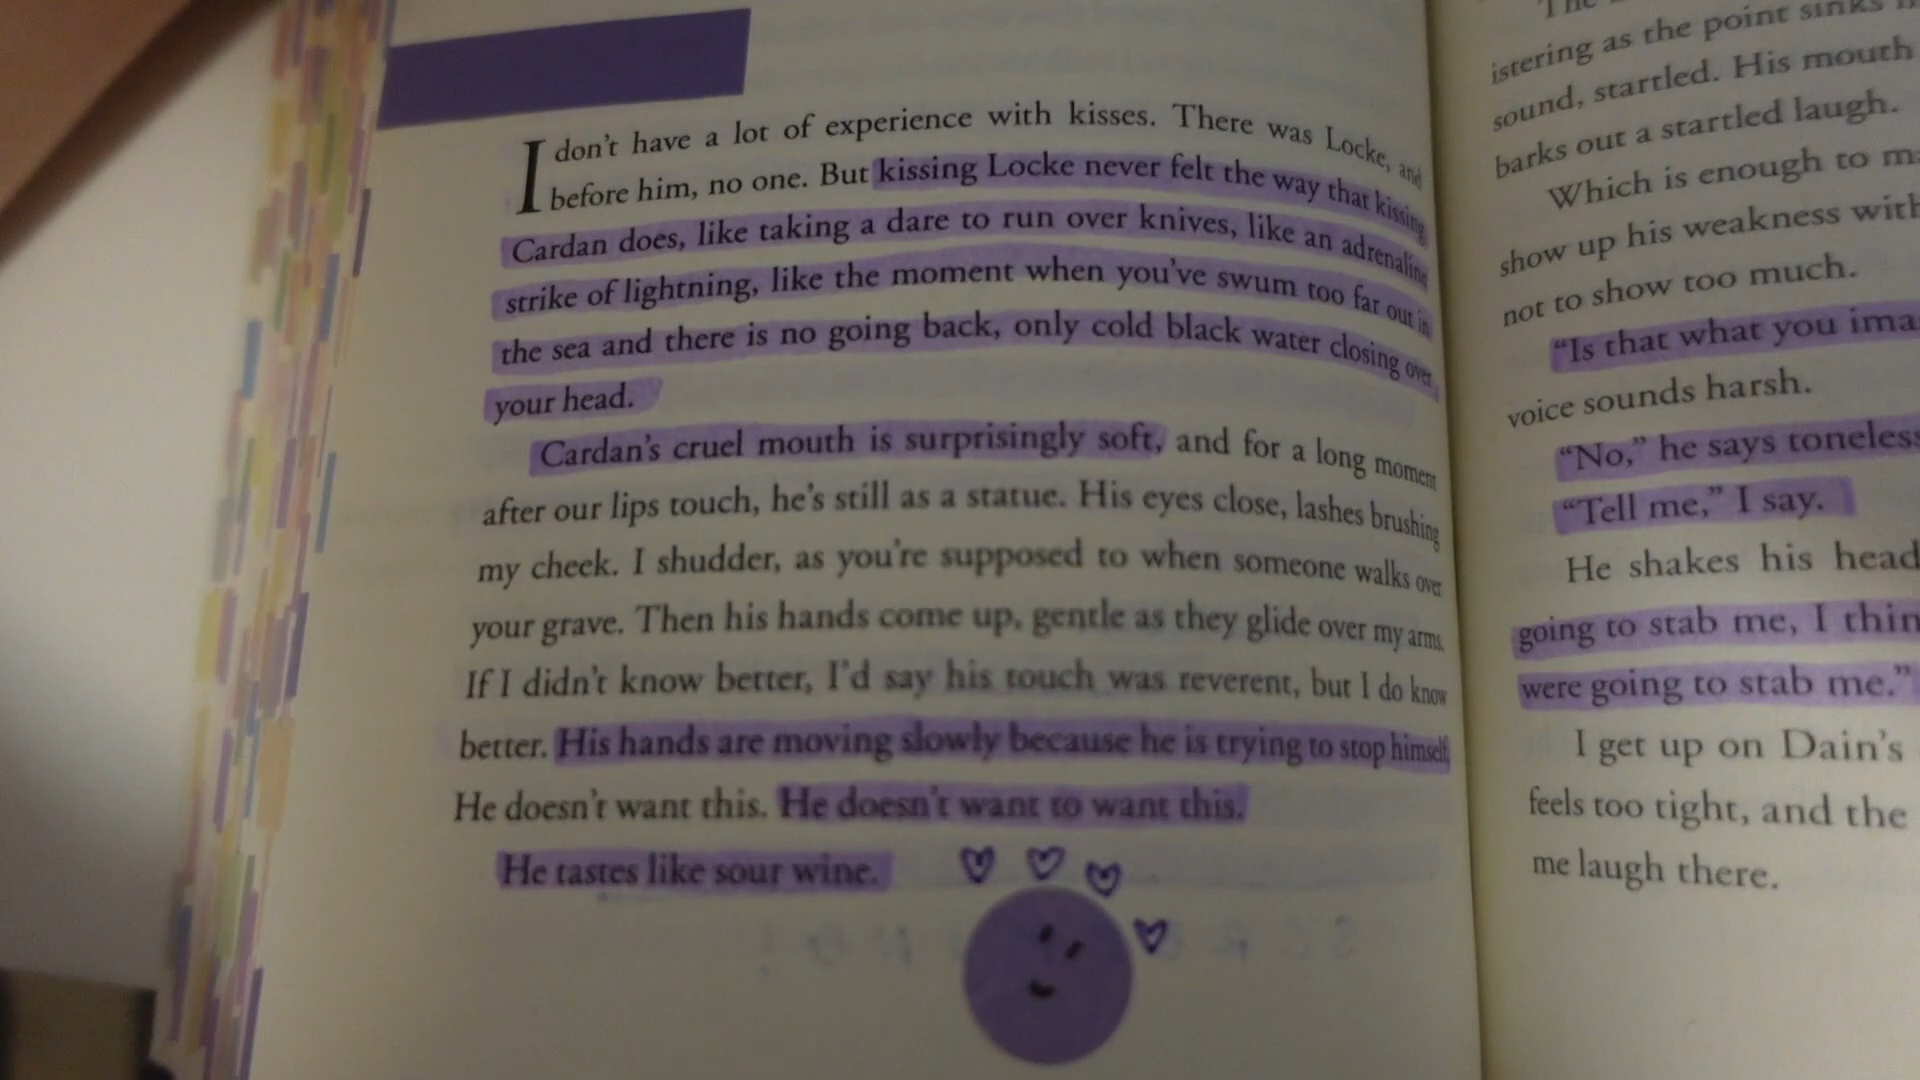 I don't have a lot of experience with kisses. There was Locke, and
before him, no one. But kissing Locke never felt the way that kissing
Cardan does, like taking a dare to run over knives, like an adrenaline
strike of lightning, like the moment when you've swum too far out in
the sea and there is no going back, only cold black water closing over
your head.
Cardan's cruel mouth is surprisingly soft, and for a long moment
after our lips touch, he's still as a statue. His eyes close, lashes brushing
my cheek. I shudder, as you're supposed to when someone walks over
your grave. Then his hands come up, gentle as they glide over my arms.
If I didn't know better, I'd say his touch was reverent, but I do know
better. His hands are moving slowly because he is trying to stop himself.
He doesn't want this. He doesn't want to want this.
He tastes like sour wine.
istering as the point sinks
sound, startled. His mouth
barks out a startled laugh.
Which is enough to
show up his weakness with
not to show too much.
"Is that what you
voice sounds harsh.
"No," he says
"Tell me," I say.
He shakes his head
going to stab me, I
were going to stab me."
I get up on Dain's
feels too tight, and the
me laugh there.